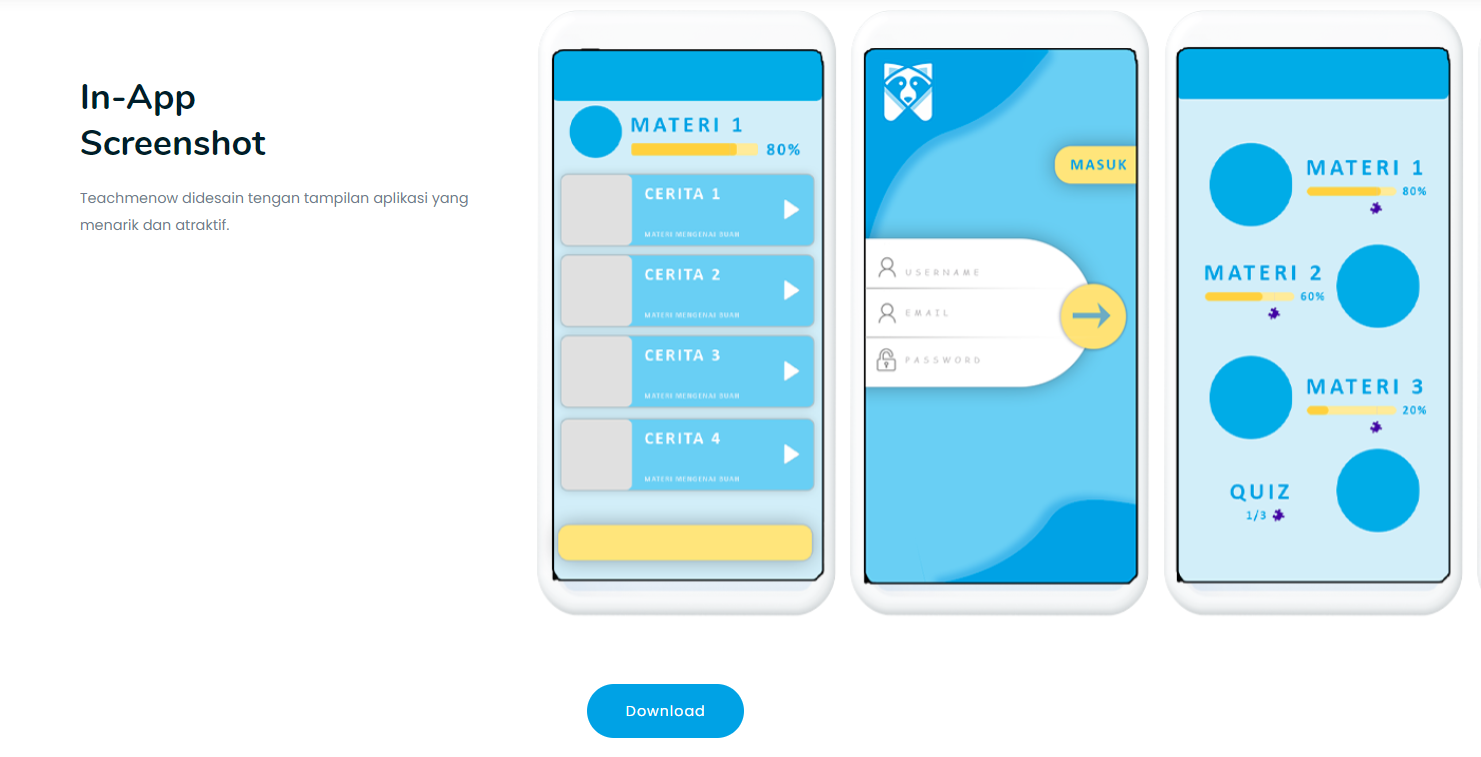 In-App
Screenshot
Teachmenow didesain tengan tampilan aplikasi yang
menarik dan atraktif.
MATERI 1
80%
CERITA 1
MATERI MENGENAI BUAH
CERITA 2
MATERI MENGENAI BUAH
CERITA 3
MATERI MENGENAI BUAH
CERITA 4
MATERI MENGENAI BUAH
MASUK
USERNAME
EMAIL
PASSWORD
MATERI 1
80%
MATERI 2
60%
MATERI 3
20%
QUIZ
1/3
Download